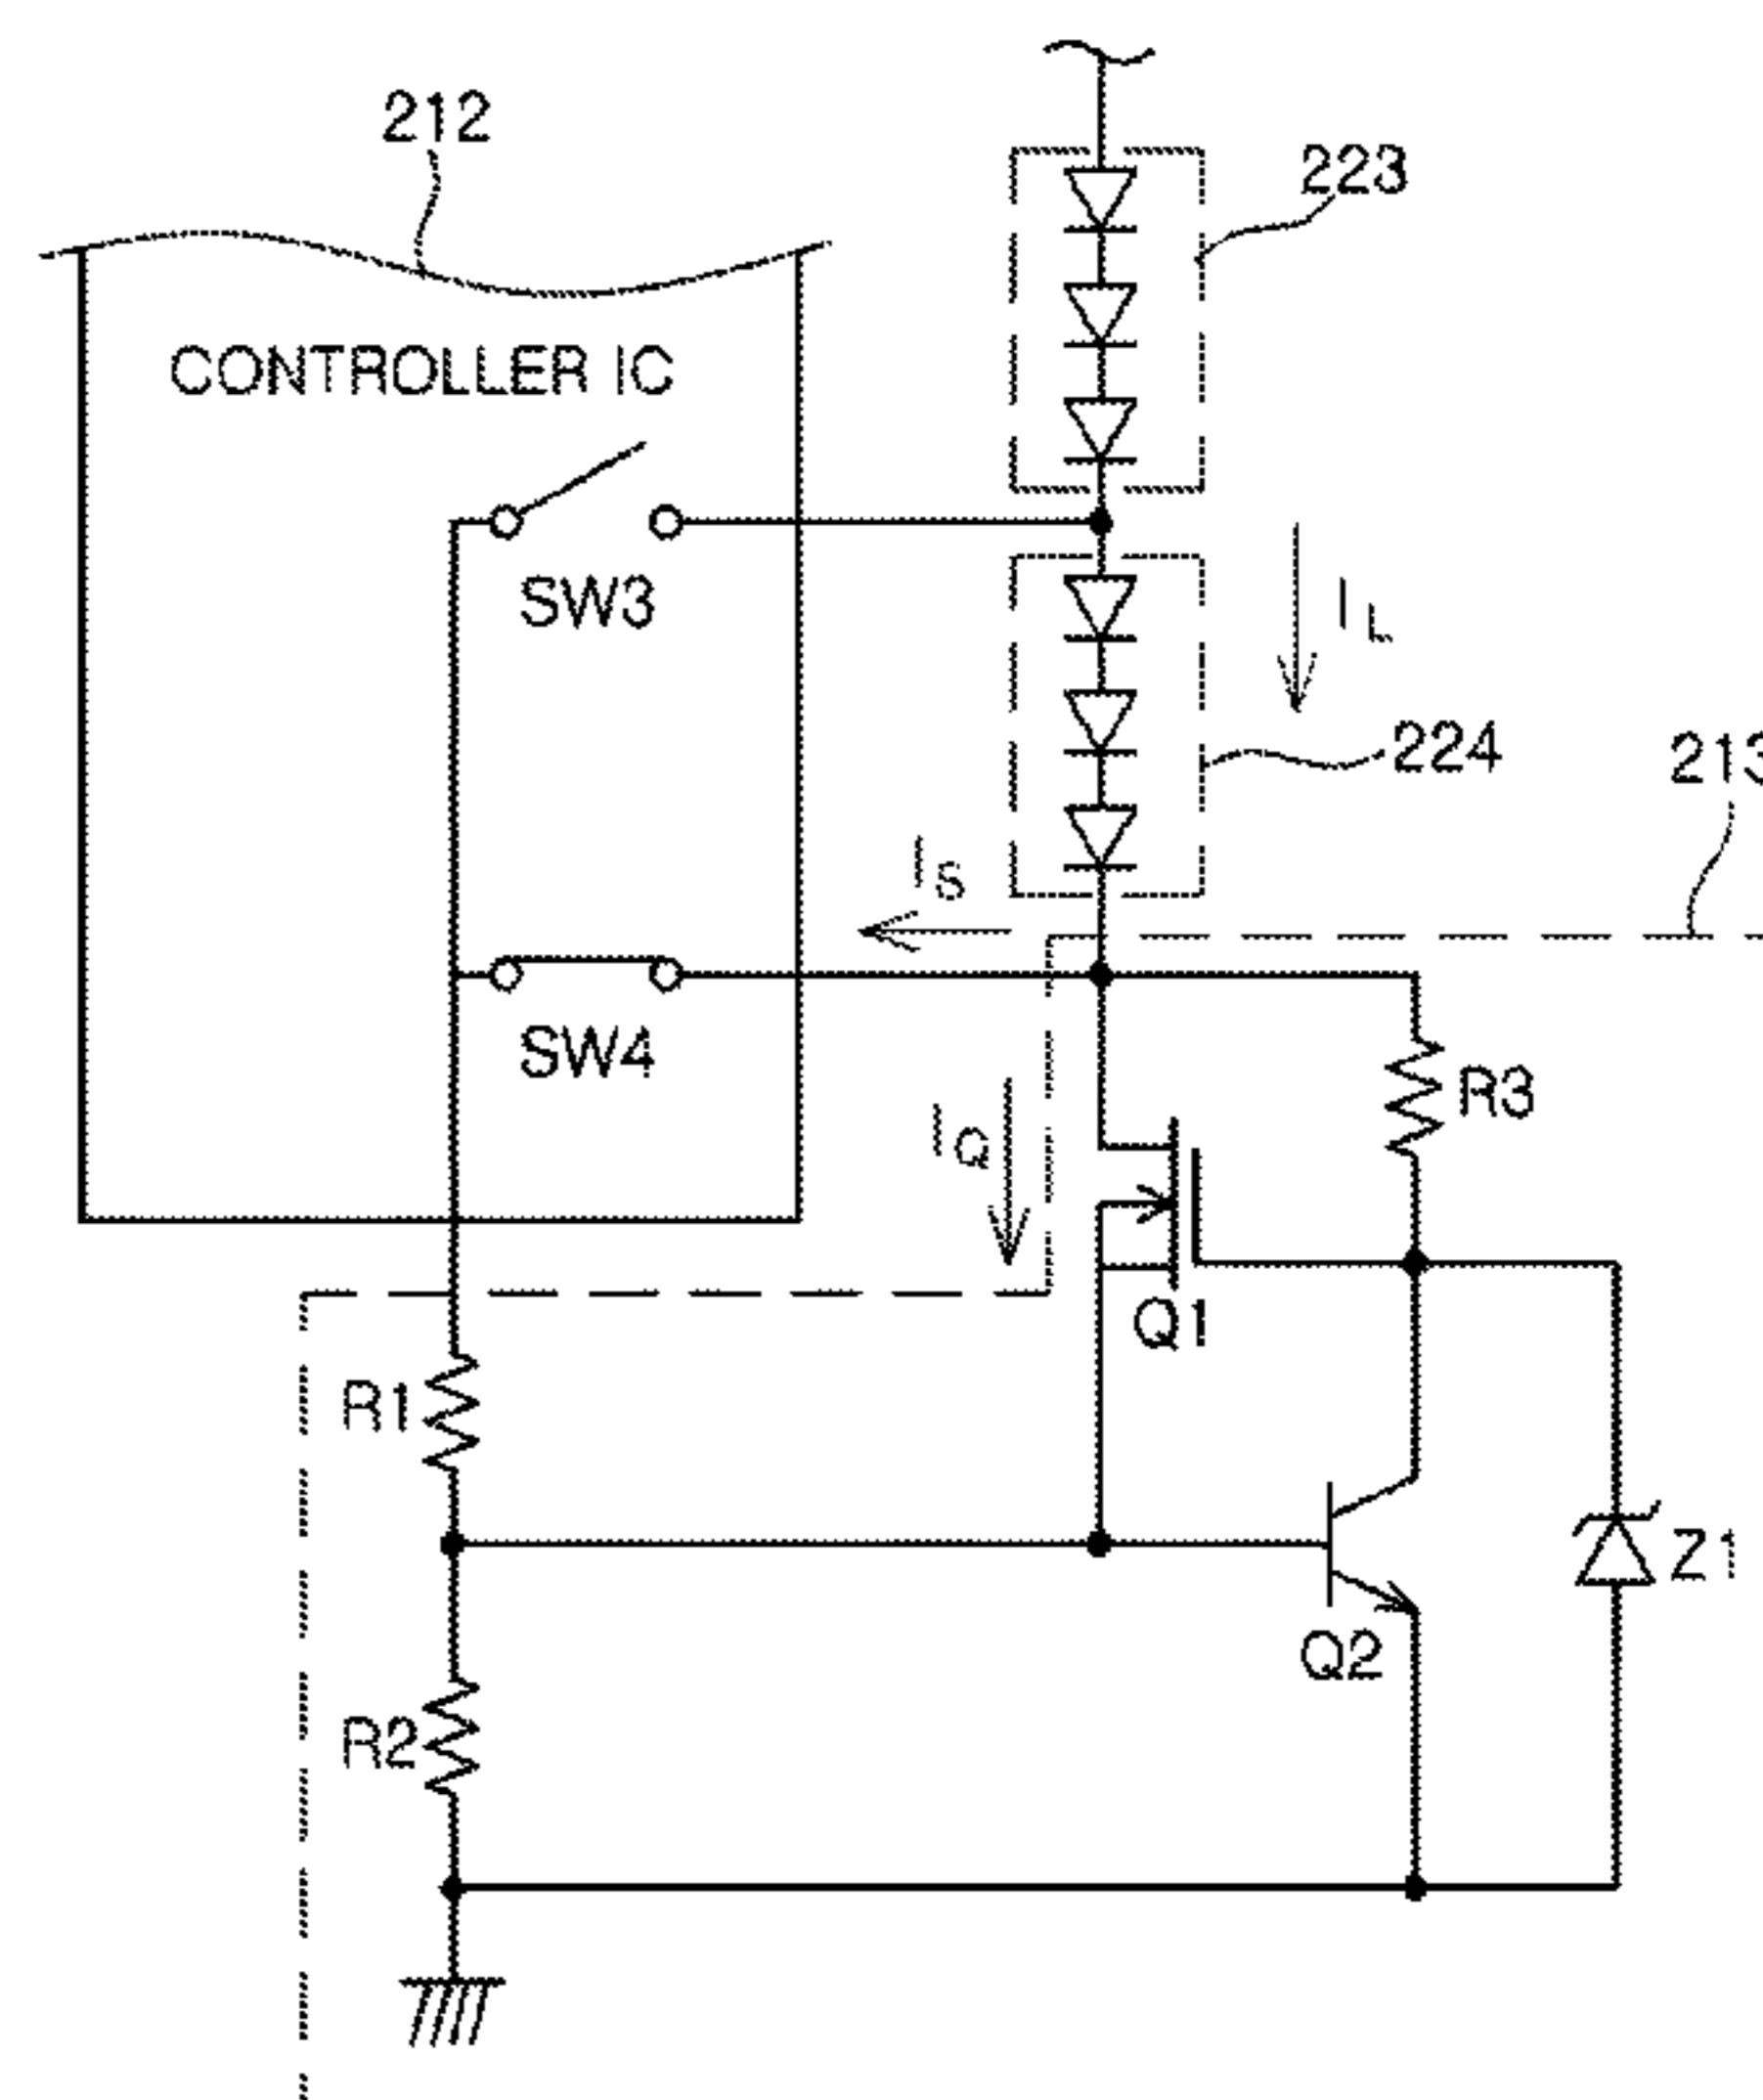 212
223
CONTROLLER IC
SW3
IL
224
213
IS
SW4
IQ
R3
Q1
R1
Z1
Q2
R2